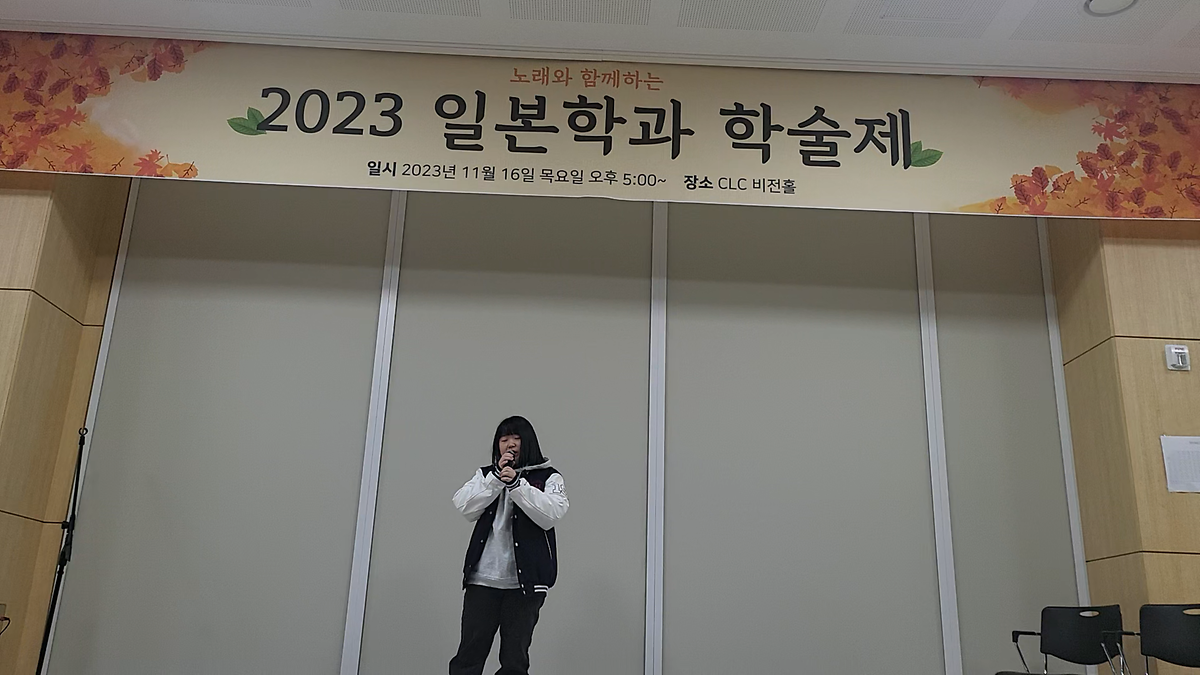 노래와 함께하는
2023 일본학과 학술제
일시 2023년 11월 16일 목요일 오후 5:00~ 장소 CLC 비전홀